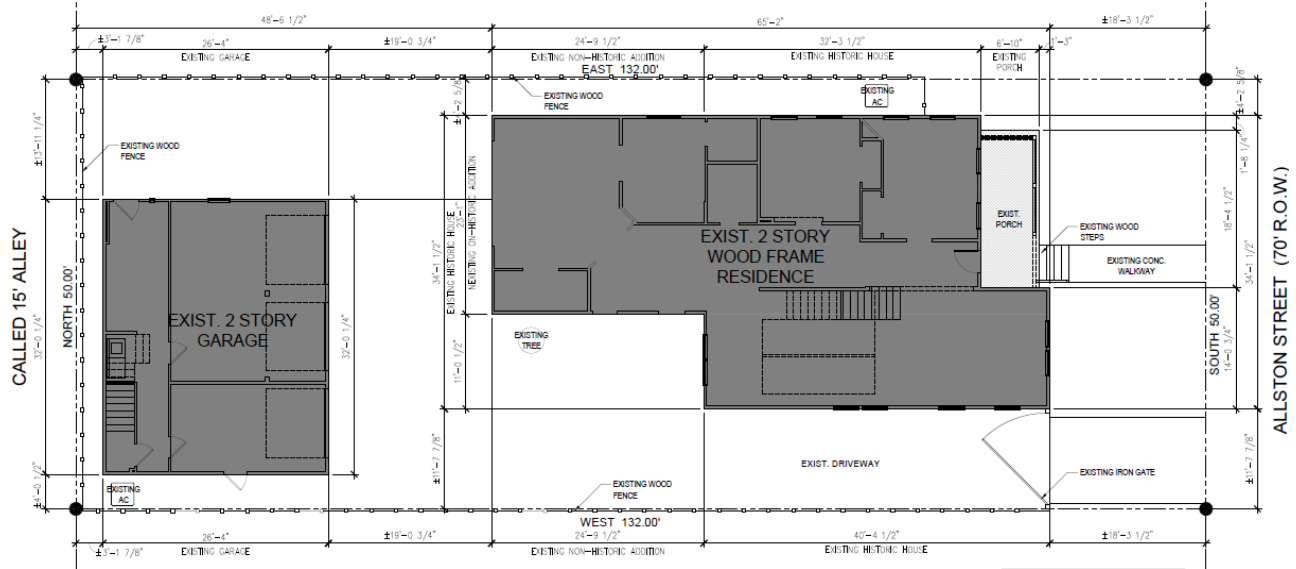 48'-6 1/2"
65'-2"
±18'-3 1/2"
±3'-1 7/8"
26'-4"
±19'-0 3/4"
24'-9 1/2"
32'-3 1/2"
6'-10"
1'-3"
EXISTING GARAGE
EXISTING NON-HISTORIC ADDITION
EXISTING HISTORIC HOUSE
EXISTING
PORCH
EAST 132.00'
EXISTING WOOD
FENCE
EXISTING
AC
±4'-2 5/8"
±4'-2 5/8"
±13'-11 1/4"
EXISTING WOOD
FENCE
1'-8 1/4"
CALLED 15' ALLEY
NORTH 50.00'
32'-0 1/4"
EXIST. 2 STORY
GARAGE
32'-0 1/4"
34'-1 1/2"
EXISTING HISTORIC HOUSE
23'-1"
NEXISTING ON-HISTORIC ADDITION
11'-0 1/2"
EXIST. 2 STORY
WOOD FRAME
RESIDENCE
EXIST.
PORCH
EXISTING WOOD
STEPS
EXISTING CONC.
WALKWAY
18'-4 1/2"
34'-1 1/2"
SOUTH 50.00'
14'-0 3/4"
ALLSTON STREET (70' R.O.W.)
EXISTING
TREE
±4'-0 1/2"
EXISTING
AC
±11'-7 7/8"
EXISTING WOOD
FENCE
EXIST. DRIVEWAY
EXISTING IRON GATE
±11'-7 7/8"
WEST 132.00'
±3'-1 7/8"
26'-4"
±19'-0 3/4"
24'-9 1/2"
40'-4 1/2"
±18'-3 1/2"
EXISTING GARAGE
EXISTING NON-HISTORIC ADDITION
EXISTING HISTORIC HOUSE